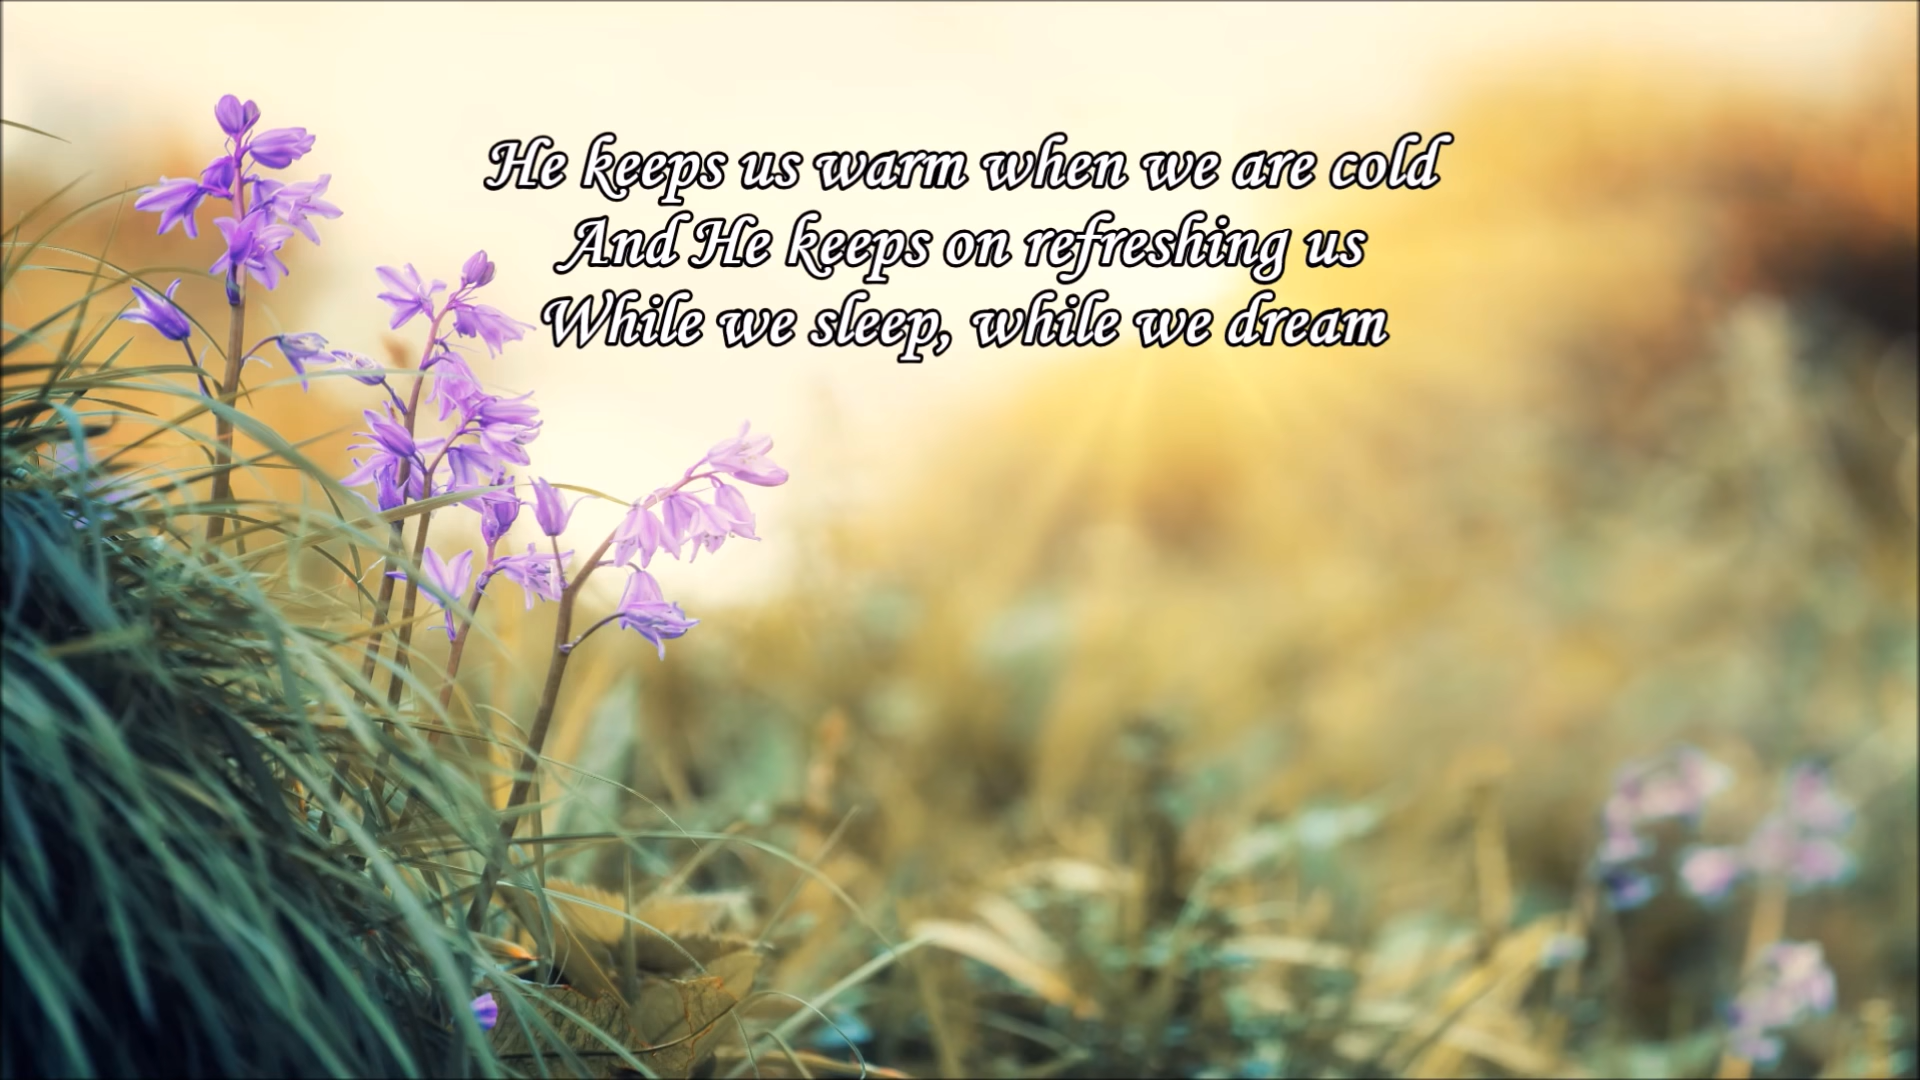 He keeps us warm when we are cold
And He keeps on refreshing us
While we sleep, while we dream